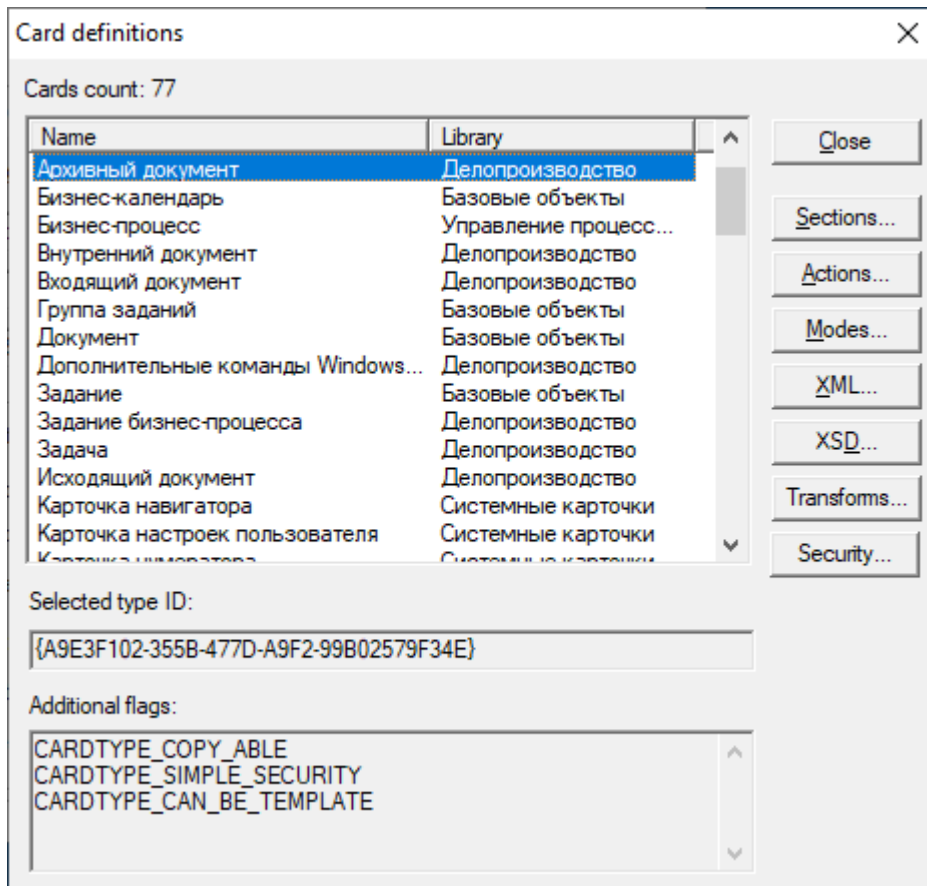 Card definitions
Cards count: 77
Name Library
Архивный документ Делопроизводство
Бизнес-календарь Базовые объекты
Бизнес-процесс Управление процесс...
Внутренний документ Делопроизводство
Входящий документ Делопроизводство
Группа заданий Базовые объекты
Документ Базовые объекты
Дополнительные команды Windows... Делопроизводство
Задание Базовые объекты
Задание бизнес-процесса Делопроизводство
Задача Делопроизводство
Исходящий документ Делопроизводство
Карточка навигатора Системные карточки
Карточка настроек пользователя Системные карточки
Карточка нумератора Системные карточки
Close
Sections...
Actions...
Modes...
XML...
XSD...
Transforms...
Security...
Selected type ID:
{A9E3F102-355B-477D-A9F2-99B02579F34E}
Additional flags:
CARDTYPE_COPY_ABLE
CARDTYPE_SIMPLE_SECURITY
CARDTYPE_CAN_BE_TEMPLATE